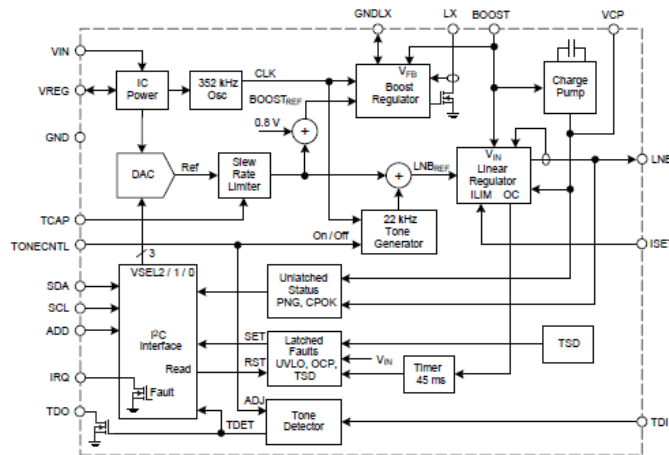 GNDLX
LX
BOOST
VCP
VIN
VREG
GND
TCAP
TONECNTL
SDA
SCL
ADD
IRQ
TDO
LNB
ISET
TDI
IC
Power
352 kHz
Osc
CLK
VFB
Boost
Regulator
Charge
Pump
BOOSTREF
0.8 V
+
DAC
Ref
Slew
Rate
Limiter
+
LNBREF
VIN
Linear
Regulator
ILIM OC
22 kHz
Tone
Generator
On / Off
3
VSEL2 / 1 / 0
I2C
Interface
Read
Fault
Unlatched
Status
PNG, CPOK
SET
RST
Latched
Faults
UVLO, OCP,
TSD
VIN
TSD
Timer
45 ms
ADJ
TDET
Tone
Detector